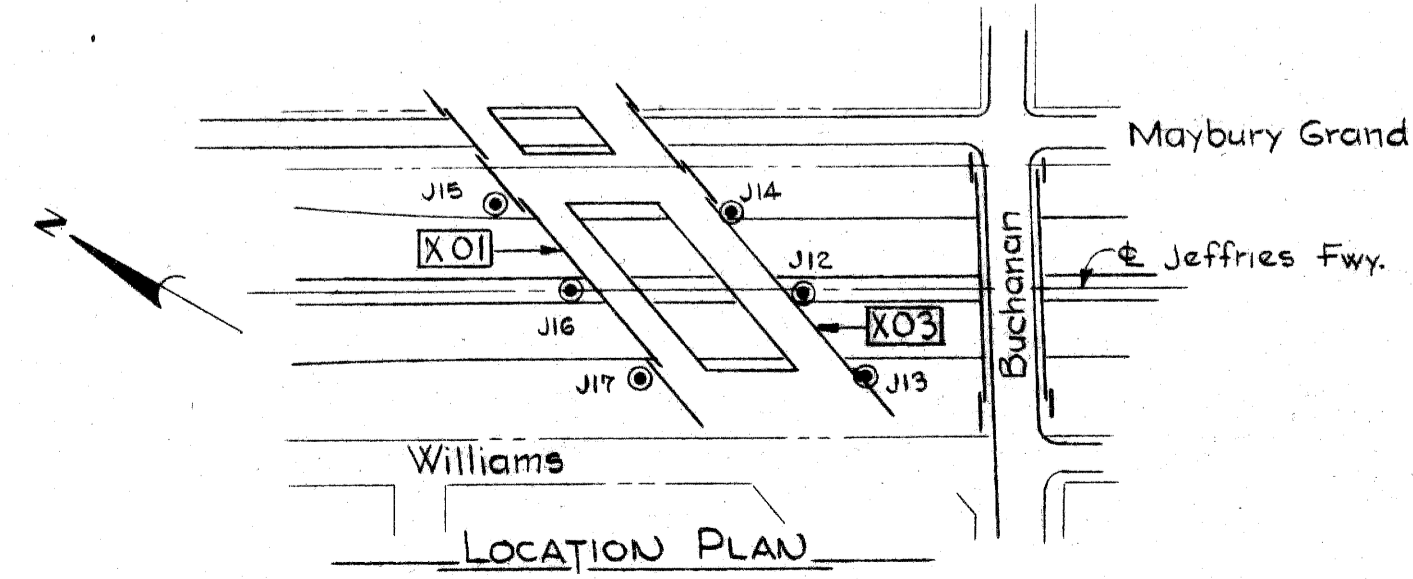 Maybury Grand
N
J15
J14
X01
Buchanan
J12
℄ Jeffries Fwy.
J16
X03
J17
J13
Williams
LOCATION PLAN